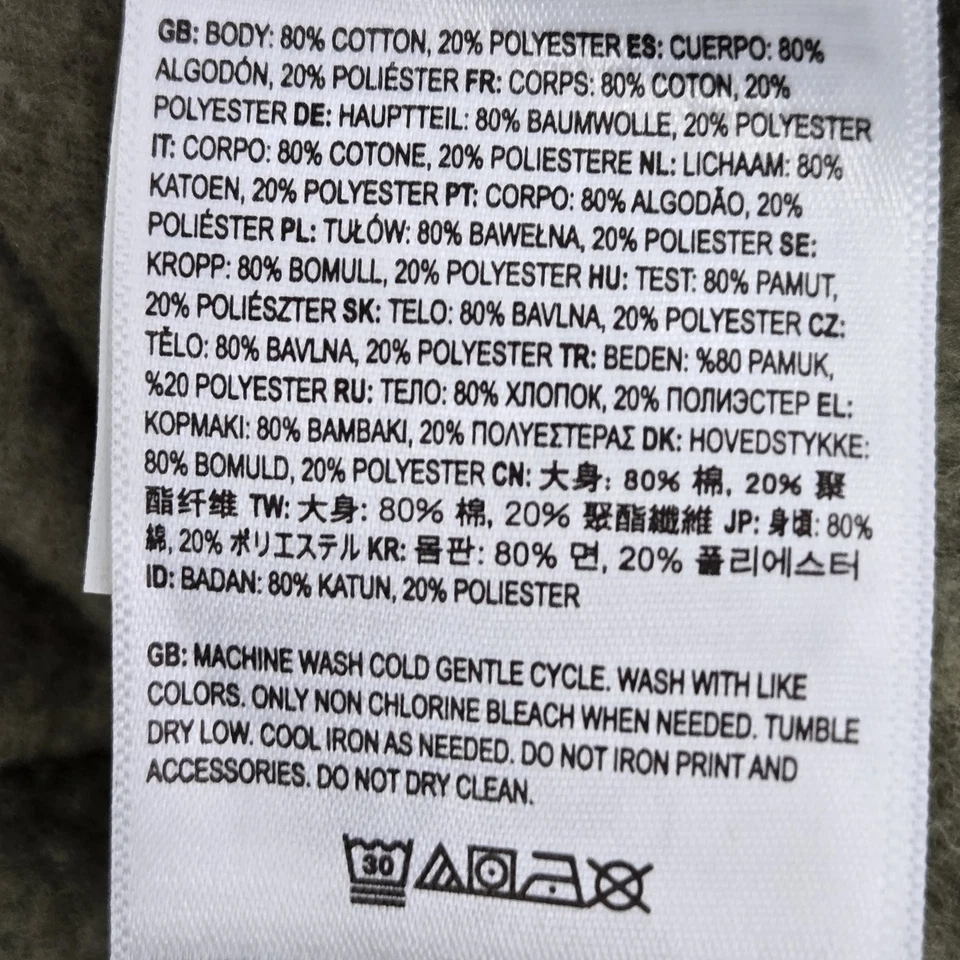 GB: BODY: 80% COTTON, 20% POLYESTER ES: CUERPO: 80%
ALGODÓN, 20% POLIÉSTER FR: CORPS: 80% COTON, 20%
POLYESTER DE: HAUPTTEIL: 80% BAUMWOLLE, 20% POLYESTER
IT: CORPO: 80% COTONE, 20% POLIESTERE NL: LICHAAM: 80%
KATOEN, 20% POLYESTER PT: CORPO: 80% ALGODÃO, 20%
POLIÉSTER PL: TUŁÓW: 80% BAWEŁNA, 20% POLIESTER SE:
KROPP: 80% BOMULL, 20% POLYESTER HU: TEST: 80% PAMUT,
20% POLIÉSZTER SK: TELO: 80% BAVLNA, 20% POLYESTER CZ:
TĚLO: 80% BAVLNA, 20% POLYESTER TR: BEDEN: %80 PAMUK,
%20 POLYESTER RU: ТЕЛО: 80% ХЛОПОК, 20% ПОЛИЭСТЕР EL:
ΚΟΡΜΑΚΙ: 80% ΒΑΜΒΑΚΙ, 20% ΠΟΛΥΕΣΤΕΡΑΣ DK: HOVEDSTYKKE:
80% BOMULD, 20% POLYESTER CN: 大身: 80% 棉, 20% 聚
酯纤维 TW: 大身: 80% 棉, 20% 聚酯纖維 JP: 身頃: 80%
綿, 20% ポリエステル KR: 몸판: 80% 면, 20% 폴리에스터
ID: BADAN: 80% KATUN, 20% POLIESTER
GB: MACHINE WASH COLD GENTLE CYCLE. WASH WITH LIKE
COLORS. ONLY NON CHLORINE BLEACH WHEN NEEDED. TUMBLE
DRY LOW. COOL IRON AS NEEDED. DO NOT IRON PRINT AND
ACCESSORIES. DO NOT DRY CLEAN.
30